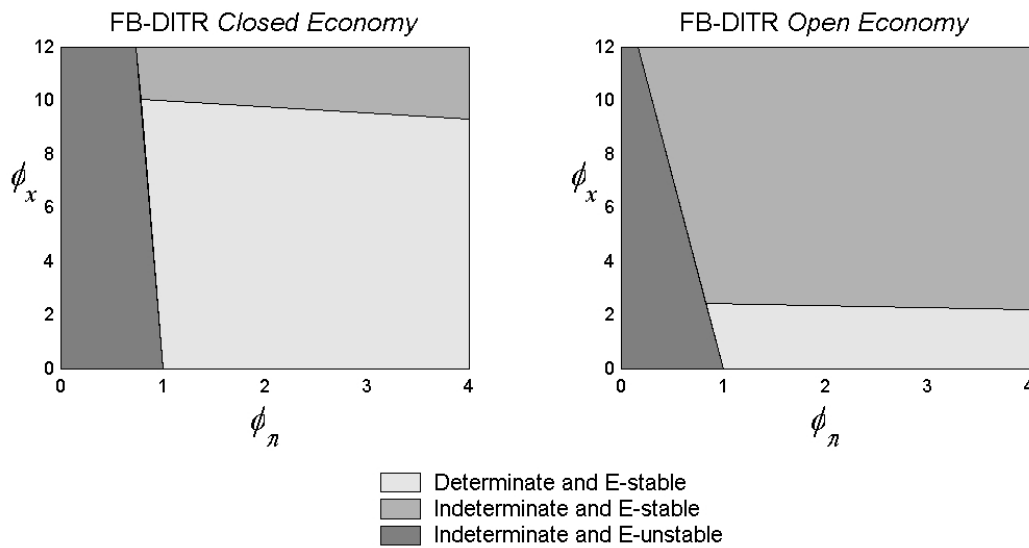 FB-DITR Closed Economy
12
10
8
6
4
2
0
ϕx
0 1 2 3 4
ϕπ
FB-DITR Open Economy
12
10
8
6
4
2
0
ϕx
0 1 2 3 4
ϕπ
Determinate and E-stable
Indeterminate and E-stable
Indeterminate and E-unstable